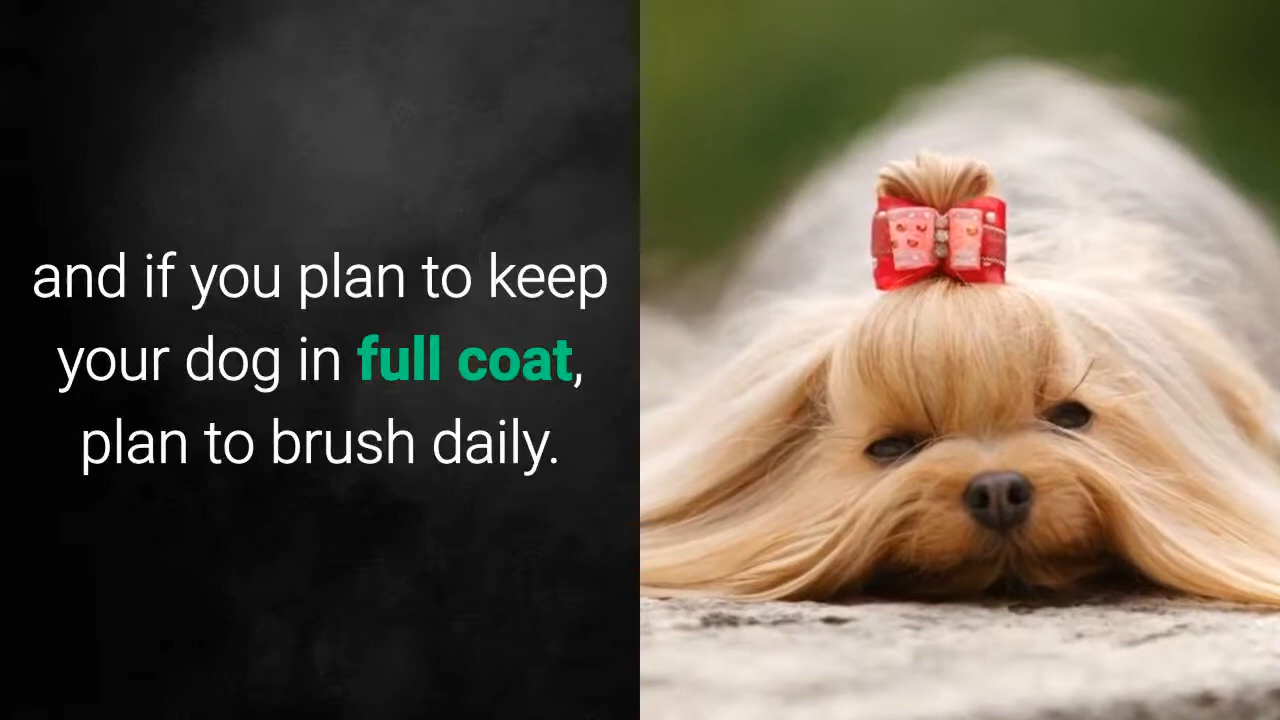 and if you plan to keep
your dog in full coat,
plan to brush daily.